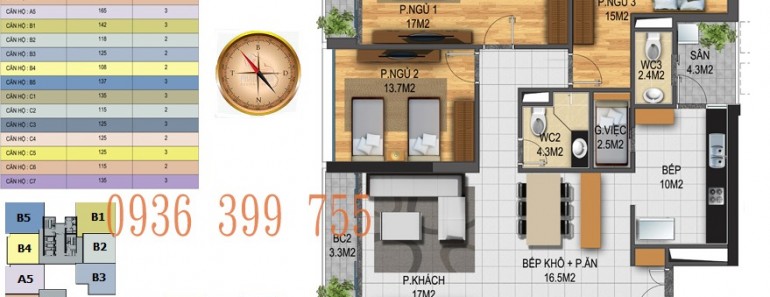 CĂN HỘ : A5 165 3
CĂN HỘ : B1 142 3
CĂN HỘ : B2 118 2
CĂN HỘ : B3 125 2
CĂN HỘ : B4 108 2
CĂN HỘ : B5 137 3
CĂN HỘ : C1 135 3
CĂN HỘ : C2 115 2
CĂN HỘ : C3 125 2
CĂN HỘ : C4 125 2
CĂN HỘ : C5 125 3
CĂN HỘ : C6 115 2
CĂN HỘ : C7 135 3
B
T
D
N
P.NGỦ 1
17M2
P.NGỦ 3
15M2
P.NGỦ 2
13.7M2
WC3
2.4M2
SÂN
4.3M2
WC2
4.3M2
G.VIỆC
2.5M2
BẾP
10M2
BC2
3.3M2
P.KHÁCH
17M2
BẾP KHÔ + P.ĂN
16.5M2
0936 399 755
B5
B1
B4
B2
A5
B3